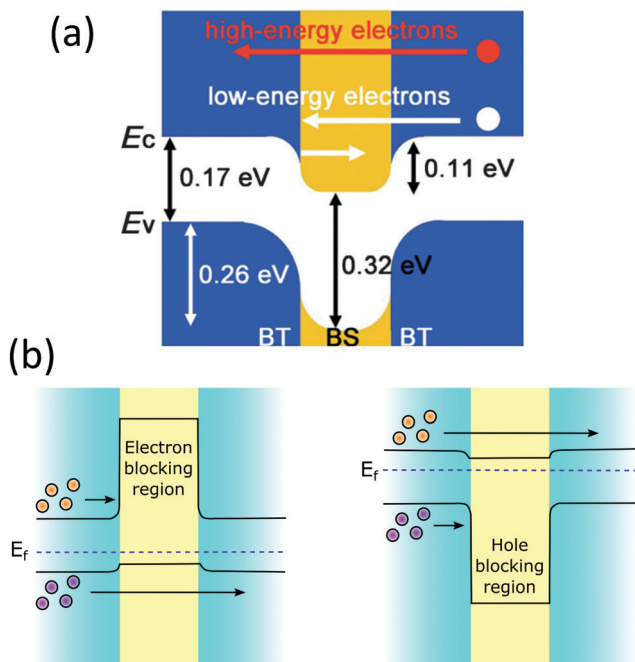 (a)
high-energy electrons
low-energy electrons
Ec
0.17 eV
0.11 eV
Ev
0.26 eV
0.32 eV
BT
BS
BT
(b)
Electron
blocking
region
Ef
Ef
Hole
blocking
region